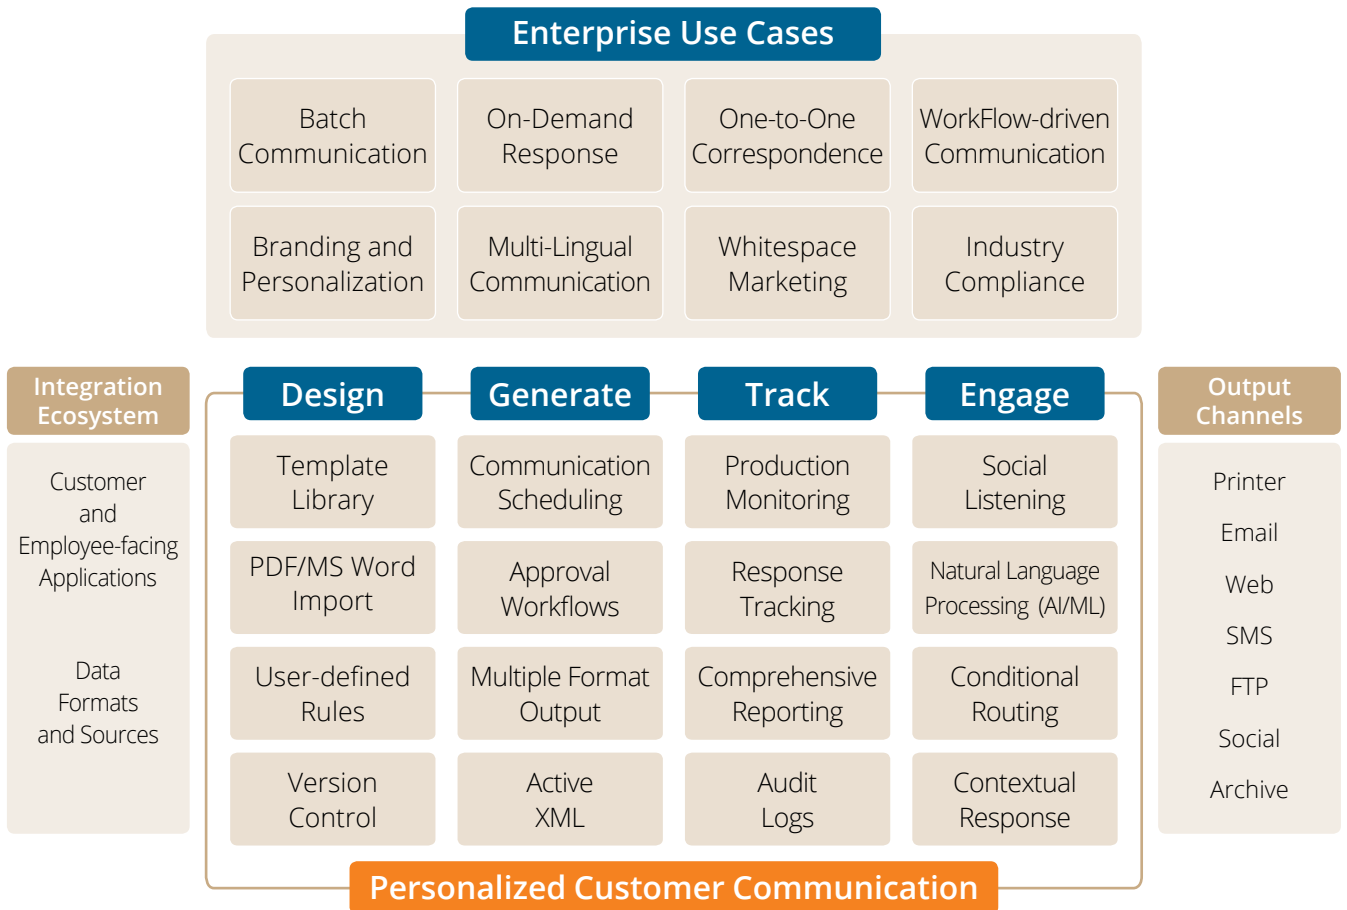 Enterprise Use Cases
Batch
Communication
On-Demand
Response
One-to-One
Correspondence
WorkFlow-driven
Communication
Branding and
Personalization
Multi-Lingual
Communication
Whitespace
Marketing
Industry
Compliance
Integration
Ecosystem
Customer
and
Employee-facing
Applications
Data
Formats
and Sources
Design
Template
Library
PDF/MS Word
Import
User-defined
Rules
Version
Control
Generate
Communication
Scheduling
Approval
Workflows
Multiple Format
Output
Active
XML
Track
Production
Monitoring
Response
Tracking
Comprehensive
Reporting
Audit
Logs
Engage
Social
Listening
Natural Language
Processing (AI/ML)
Conditional
Routing
Contextual
Response
Output
Channels
Printer
Email
Web
SMS
FTP
Social
Archive
Personalized Customer Communication